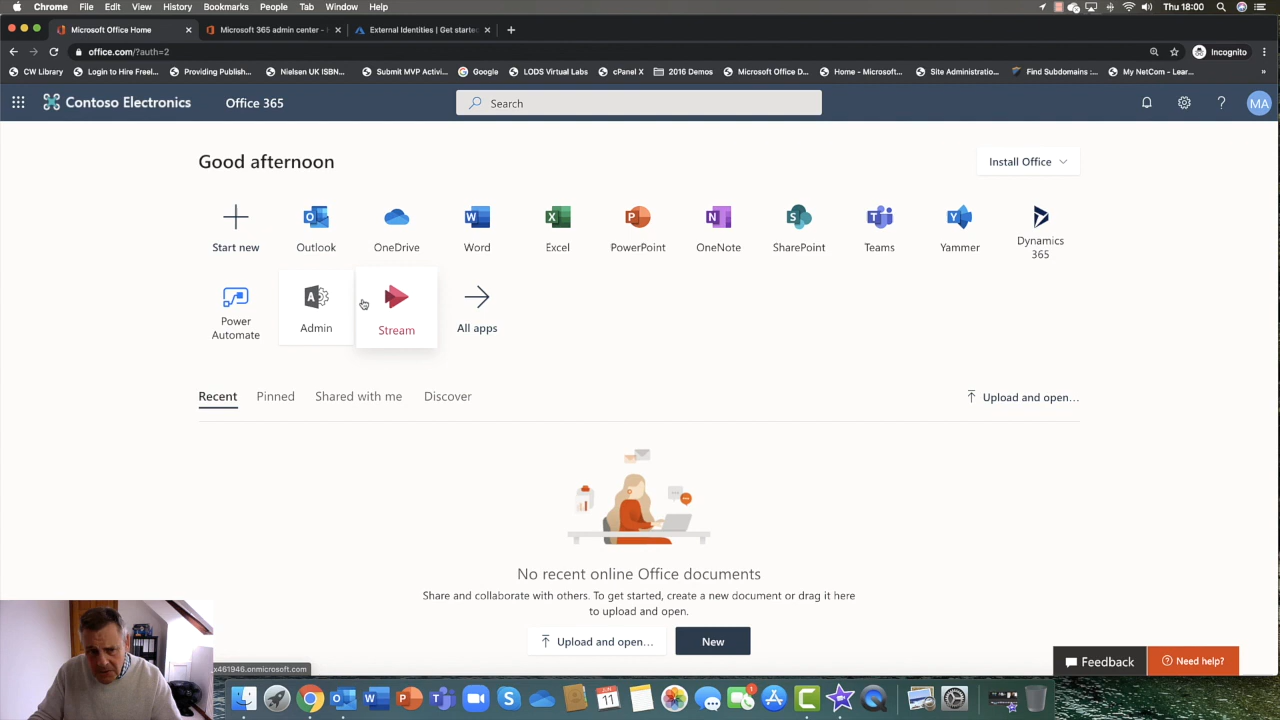 Chrome File Edit View History Bookmarks People Tab Window Help
Thu 18:00
Microsoft Office Home
Microsoft 365 admin center -
External Identities | Get starte
office.com/?auth=2
Incognito
CW Library
Login to Hire Freel...
Providing Publish...
Nielsen UK ISBN...
Submit MVP Activi...
Google
LODS Virtual Labs
cPanel X
2016 Documents
Microsoft Office D...
Home - Microsoft...
Site Administratio...
Find Subdomains :...
My NetCom - Lear...
»
Contoso Electronics
Office 365
Search
?
MA
Good afternoon
Install Office
Start new
Outlook
OneDrive
Word
Excel
PowerPoint
OneNote
SharePoint
Teams
Yammer
Dynamics
365
Power
Automate
Admin
Stream
All apps
Recent
Pinned
Shared with me
Discover
Upload and open...
No recent online Office documents
Share and collaborate with others. To get started, create a new document or drag it here
to upload and open.
Upload and open...
New
Feedback
Need help?
x461946.onmicrosoft.com